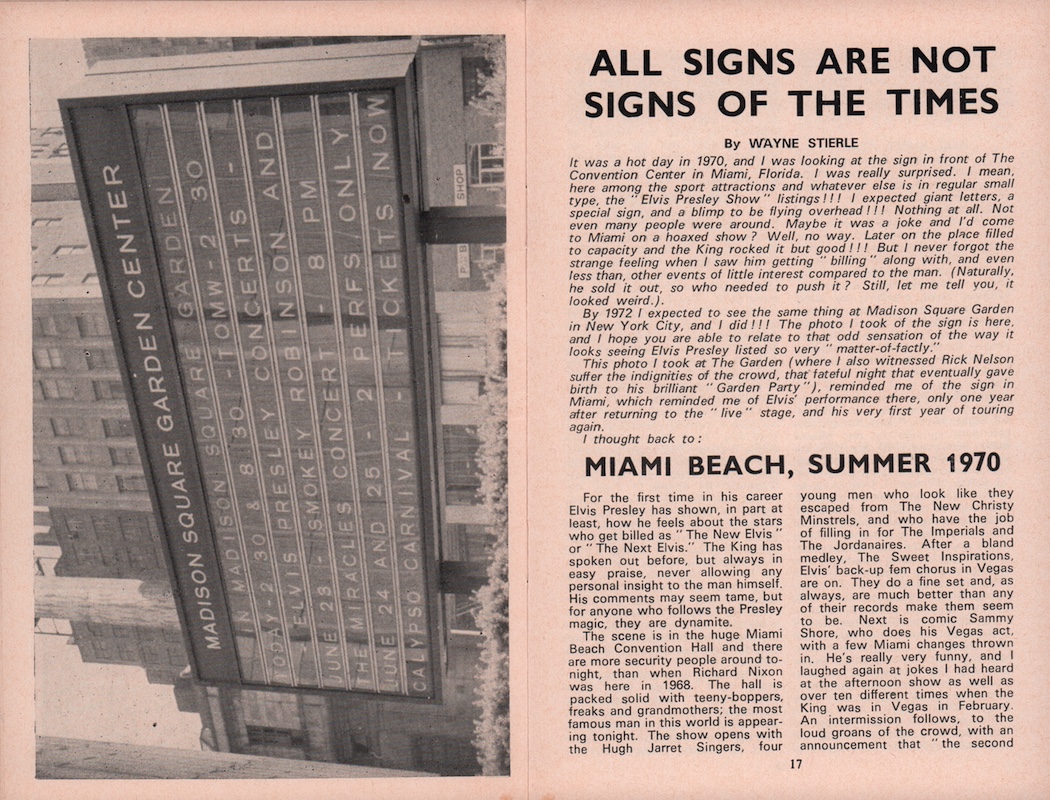 MADISON SQUARE GARDEN CENTER
IN MADISON SQUARE GARDEN
TODAY-2 30 & 8 30 TOMW-2 30
ELVIS PRESLEY CONCERTS -
JUNE 23 SMOKEY ROBINSON AND
THE MIRACLES CONCERT 8 PM
JUNE 24 AND 25 - 2 PERFS/ONLY
CALYPSO CARNIVAL - TICKETS NOW
SHOP
ALL SIGNS ARE NOT
SIGNS OF THE TIMES
By WAYNE STIERLE
It was a hot day in 1970, and I was looking at the sign in front of The
Convention Center in Miami, Florida. I was really surprised. I mean,
here among the sport attractions and whatever else is in regular small
type, the "Elvis Presley Show" listings!!! I expected giant letters, a
special sign, and a blimp to be flying overhead!!! Nothing at all. Not
even many people were around. Maybe it was a joke and I'd come
to Miami on a hoaxed show? Well, no way. Later on the place filled
to capacity and the King rocked it but good!!! But I never forgot the
strange feeling when I saw him getting "billing" along with, and even
less than, other events of little interest compared to the man. (Naturally,
he sold it out, so who needed to push it? Still, let me tell you, it
looked weird.).
By 1972 I expected to see the same thing at Madison Square Garden
in New York City, and I did!!! The photo I took of the sign is here,
and I hope you are able to relate to that odd sensation of the way it
looks seeing Elvis Presley listed so very "matter-of-factly."
This photo I took at The Garden (where I also witnessed Rick Nelson
suffer the indignities of the crowd, that fateful night that eventually gave
birth to his brilliant "Garden Party"), reminded me of the sign in
Miami, which reminded me of Elvis' performance there, only one year
after returning to the "live" stage, and his very first year of touring
again.
I thought back to:
MIAMI BEACH, SUMMER 1970
For the first time in his career
Elvis Presley has shown, in part at
least, how he feels about the stars
who get billed as "The New Elvis"
or "The Next Elvis." The King has
spoken out before, but always in
easy praise, never allowing any
personal insight to the man himself.
His comments may seem tame, but
for anyone who follows the Presley
magic, they are dynamite.
The scene is in the huge Miami
Beach Convention Hall and there
are more security people around to-
night, than when Richard Nixon
was here in 1968. The hall is
packed solid with teeny-boppers,
freaks and grandmothers; the most
famous man in this world is appear-
ing tonight. The show opens with
the Hugh Jarret Singers, four
young men who look like they
escaped from The New Christy
Minstrels, and who have the job
of filling in for The Imperials and
The Jordanaires. After a bland
medley, The Sweet Inspirations,
Elvis' back-up fem chorus in Vegas
are on. They do a fine set and, as
always, are much better than any
of their records make them seem
to be. Next is comic Sammy
Shore, who does his Vegas act,
with a few Miami changes thrown
in. He's really very funny, and I
laughed again at jokes I had heard
at the afternoon show as well as
over ten different times when the
King was in Vegas in February.
An intermission follows, to the
loud groans of the crowd, with an
announcement that "the second
17